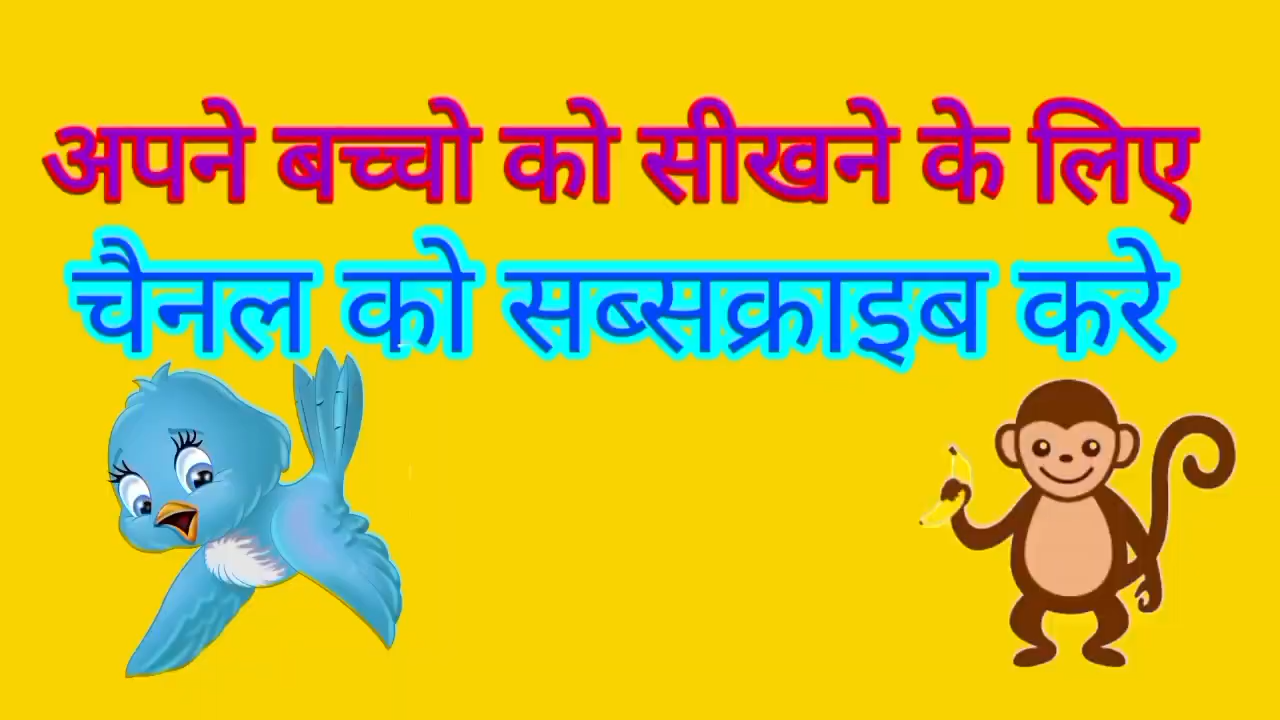 अपने बच्चो को सीखने के लिए
चैनल को सब्सक्राइब करे